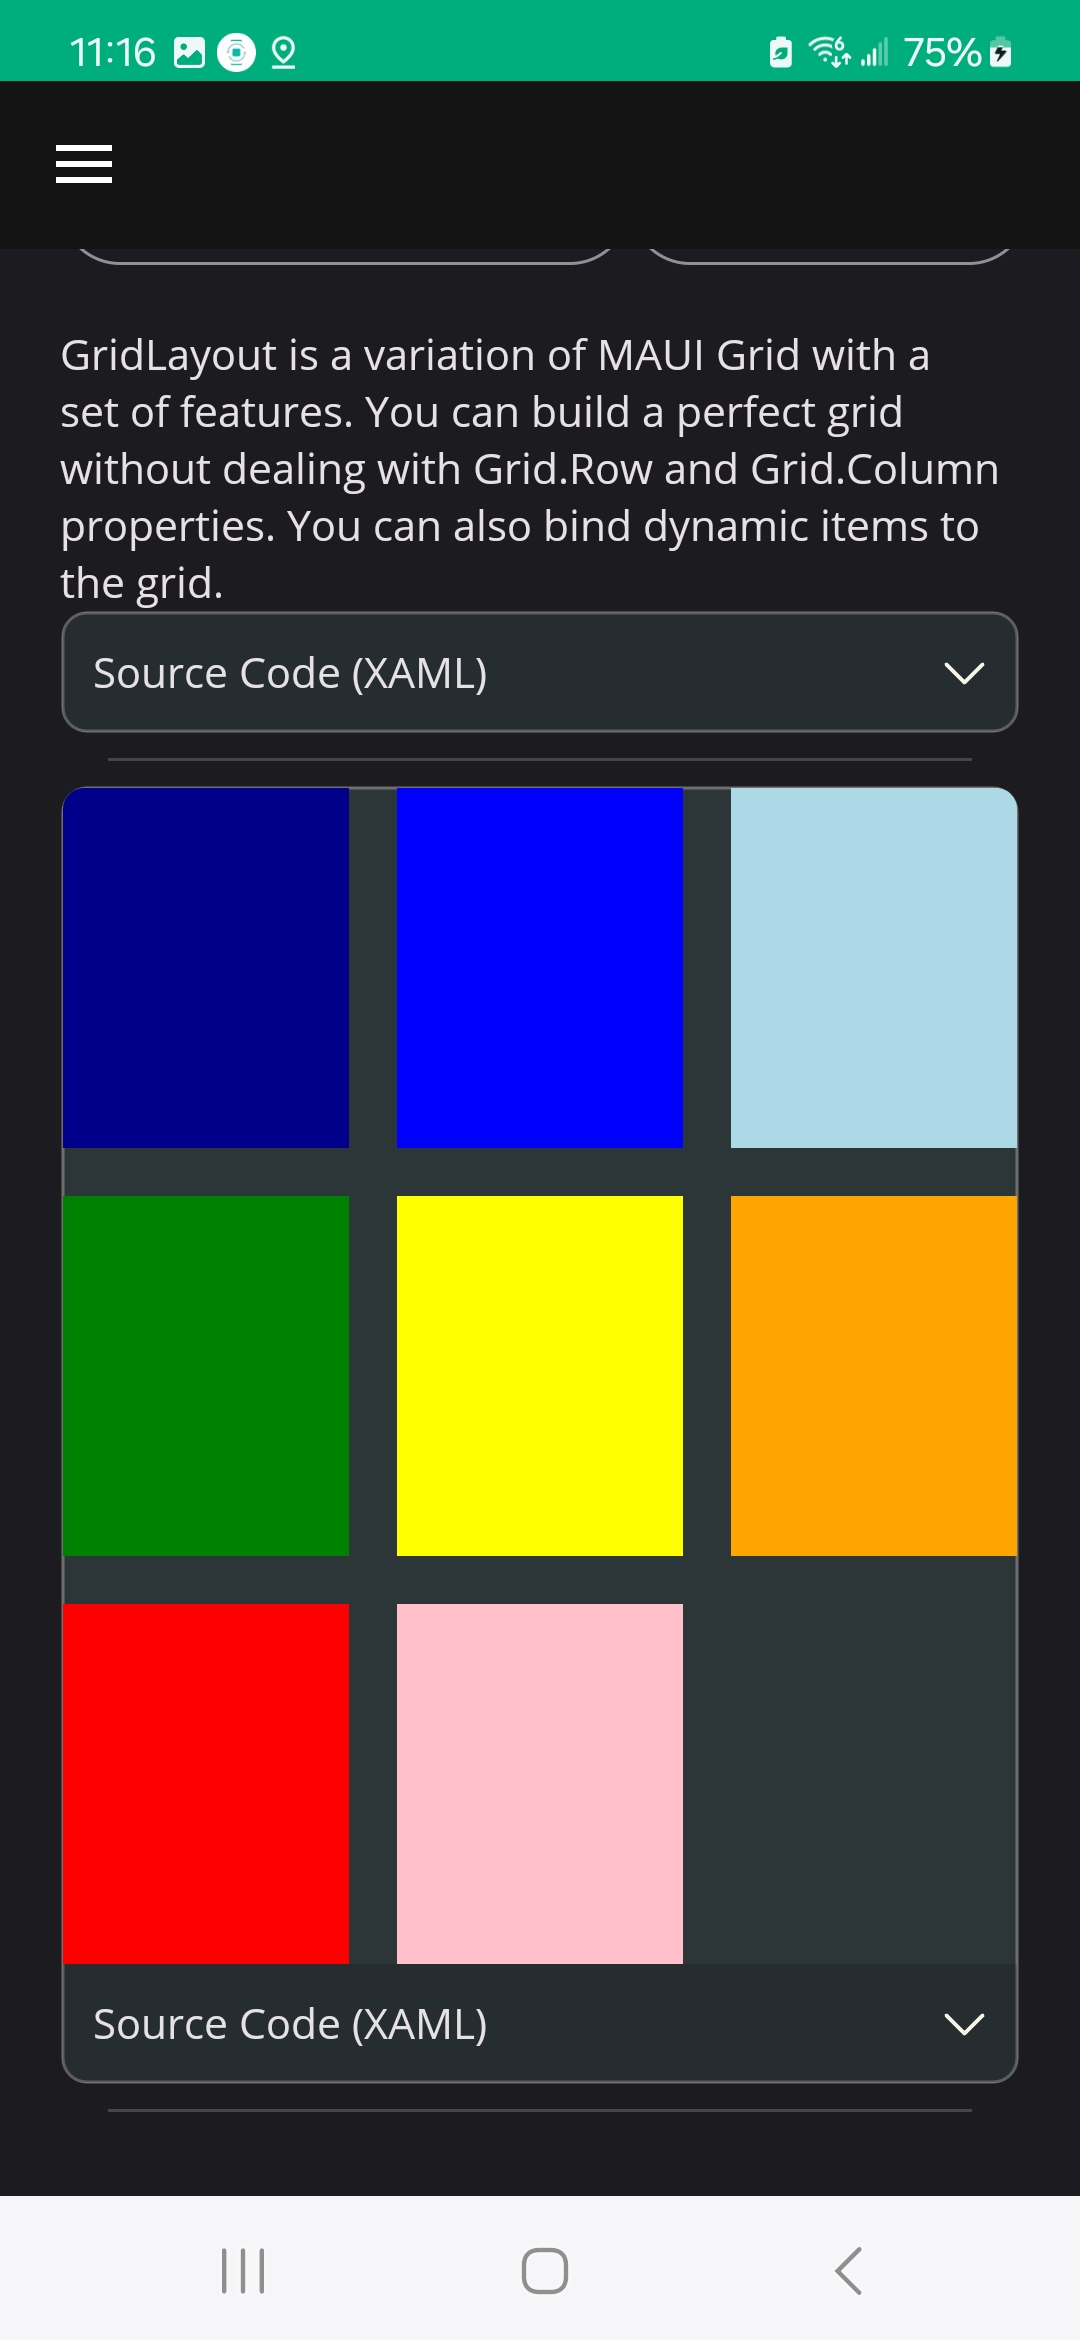 11:16
75%
GridLayout is a variation of MAUI Grid with a
set of features. You can build a perfect grid
without dealing with Grid.Row and Grid.Column
properties. You can also bind dynamic items to
the grid.
Source Code (XAML)
Source Code (XAML)